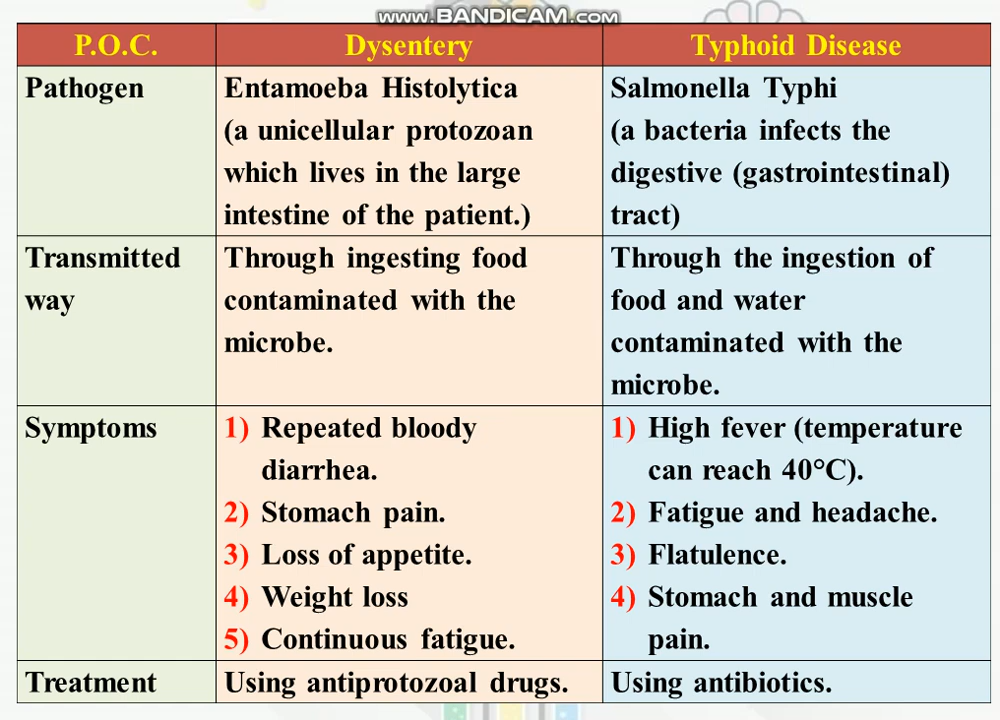 www.BANDICAM.com
P.O.C. Dysentery Typhoid Disease
Pathogen
Entamoeba Histolytica
(a unicellular protozoan
which lives in the large
intestine of the patient.)
Salmonella Typhi
(a bacteria infects the
digestive (gastrointestinal)
tract)
Transmitted
way
Through ingesting food
contaminated with the
microbe.
Through the ingestion of
food and water
contaminated with the
microbe.
Symptoms
1) Repeated bloody
diarrhea.
2) Stomach pain.
3) Loss of appetite.
4) Weight loss
5) Continuous fatigue.
1) High fever (temperature
can reach 40°C).
2) Fatigue and headache.
3) Flatulence.
4) Stomach and muscle
pain.
Treatment
Using antiprotozoal drugs.
Using antibiotics.
www.BANDICAM.com